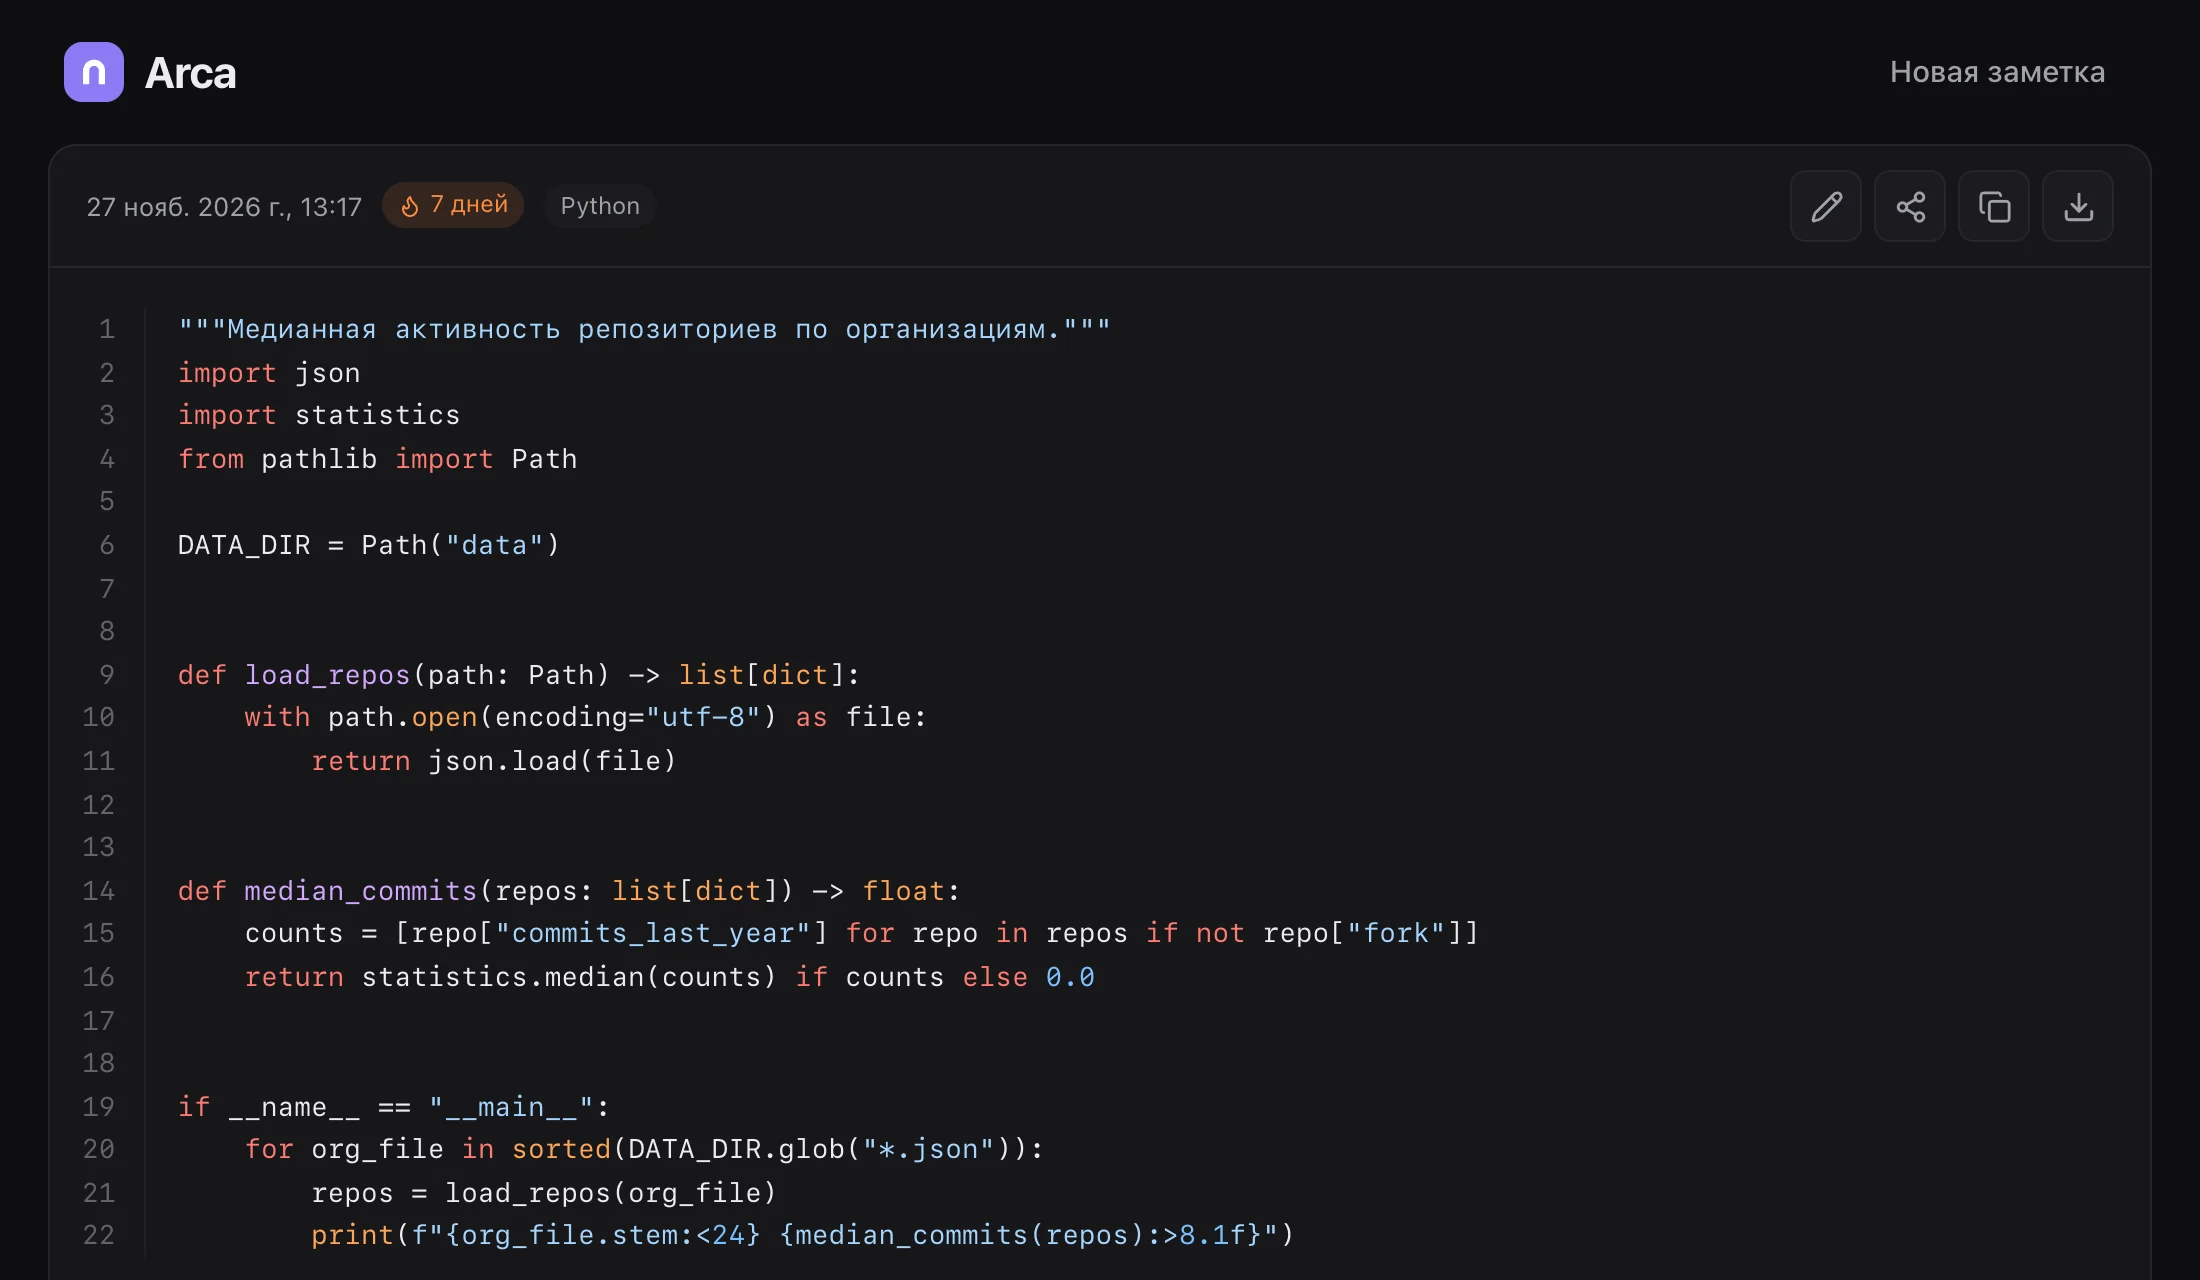 Arca
Новая заметка
27 нояб. 2026 г., 13:17
7 дней
Python
1 """Медианная активность репозиториев по организациям."""
2 import json
3 import statistics
4 from pathlib import Path
5
6 DATA_DIR = Path("data")
7
8
9 def load_repos(path: Path) -> list[dict]:
10     with path.open(encoding="utf-8") as file:
11         return json.load(file)
12
13
14 def median_commits(repos: list[dict]) -> float:
15     counts = [repo["commits_last_year"] for repo in repos if not repo["fork"]]
16     return statistics.median(counts) if counts else 0.0
17
18
19 if __name__ == "__main__":
20     for org_file in sorted(DATA_DIR.glob("*.json")):
21         repos = load_repos(org_file)
22         print(f"{org_file.stem:<24} {median_commits(repos):>8.1f}")